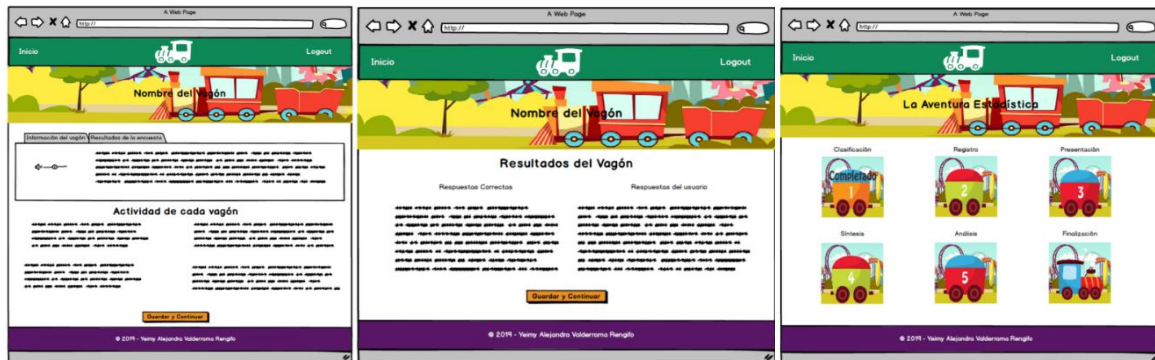 A Web Page
http://
Inicio
Logout
Nombre del Vagón
Información del vagón
Resultados de la encuesta
Actividad de cada vagón
Guardar y Continuar
© 2019 - Yeimy Alejandra Valderrama Rengifo
A Web Page
http://
Inicio
Logout
Nombre del Vagón
Resultados del Vagón
Respuestas Correctas
Respuestas del usuario
Guardar y Continuar
© 2019 - Yeimy Alejandra Valderrama Rengifo
A Web Page
http://
Inicio
Logout
La Aventura Estadística
Clasificación
Registro
Presentación
Completado
1
2
3
Síntesis
Análisis
Finalización
4
5
© 2019 - Yeimy Alejandra Valderrama Rengifo